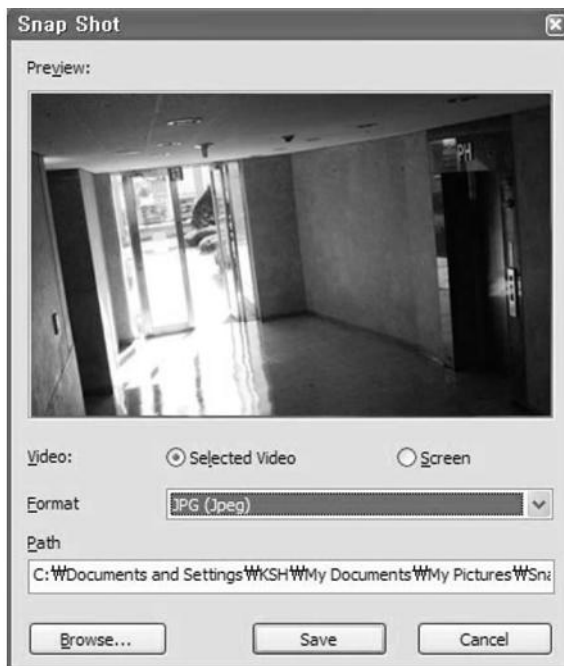 Snap Shot
Preview:
PH
Video: Selected Video Screen
Format JPG (Jpeg)
Path
C:₩Documents and Settings₩KSH₩My Documents₩My Pictures₩Sna
Browse... Save Cancel